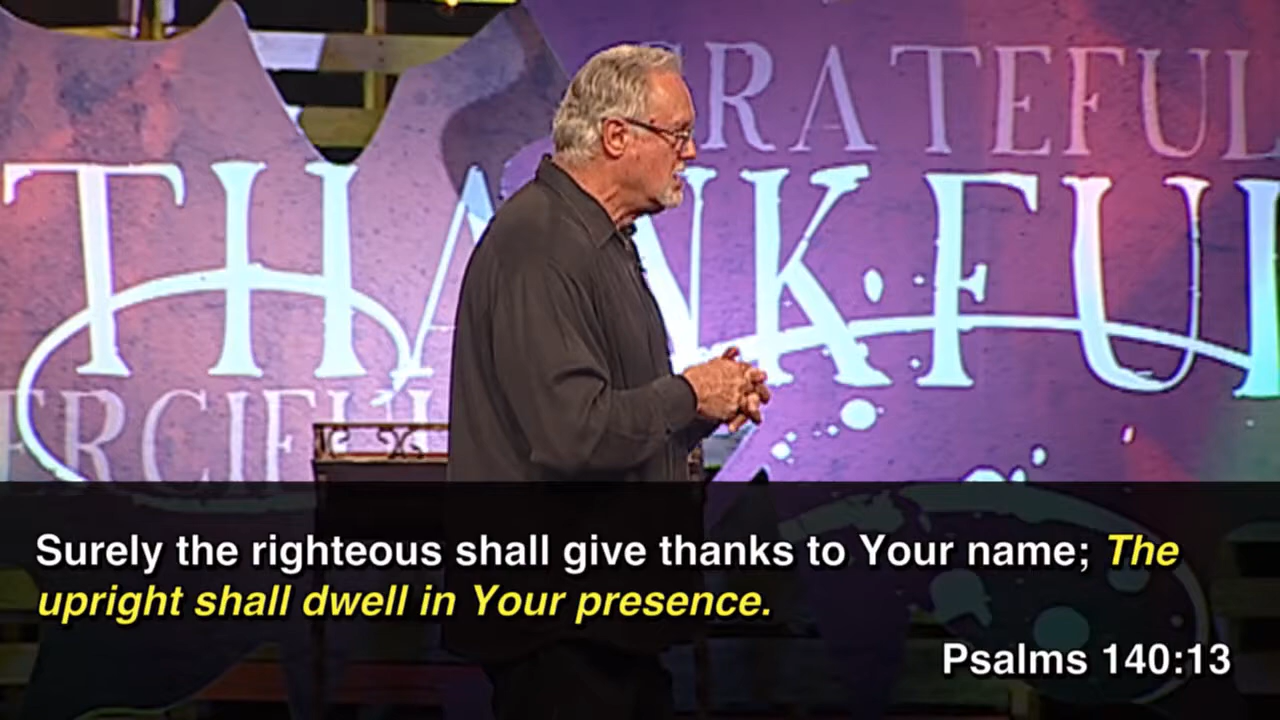 GRATEFUL
THANKFUL
ERCIFUL
Surely the righteous shall give thanks to Your name; The
upright shall dwell in Your presence.
Psalms 140:13